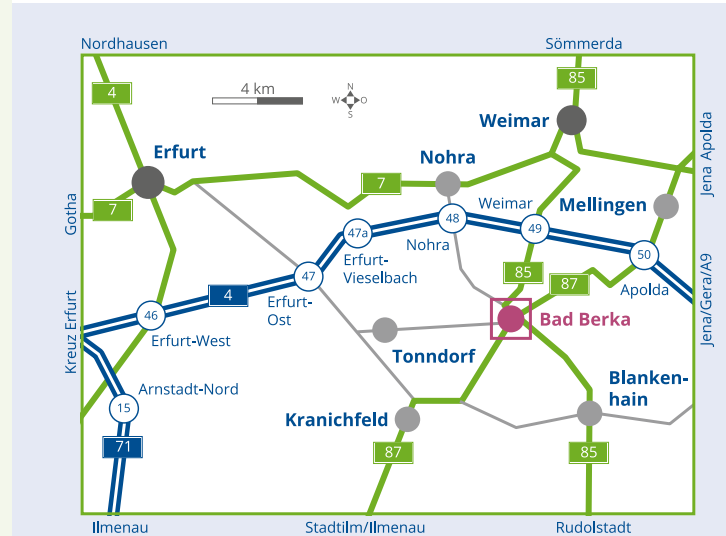 Nordhausen
Sömmerda
4
4 km
N
W O
S
85
Weimar
Erfurt
Nohra
7
Jena Apolda
Gotha
7
Mellingen
Weimar
47a
48
49
Nohra
50
Erfurt-
Vieselbach
47
85
87
Apolda
4
Erfurt-
Ost
Jena/Gera/A9
46
Erfurt-West
Bad Berka
Kreuz Erfurt
Tonndorf
Arnstadt-Nord
15
Blanken-
hain
Kranichfeld
71
87
85
Ilmenau
Stadtilm/Ilmenau
Rudolstadt